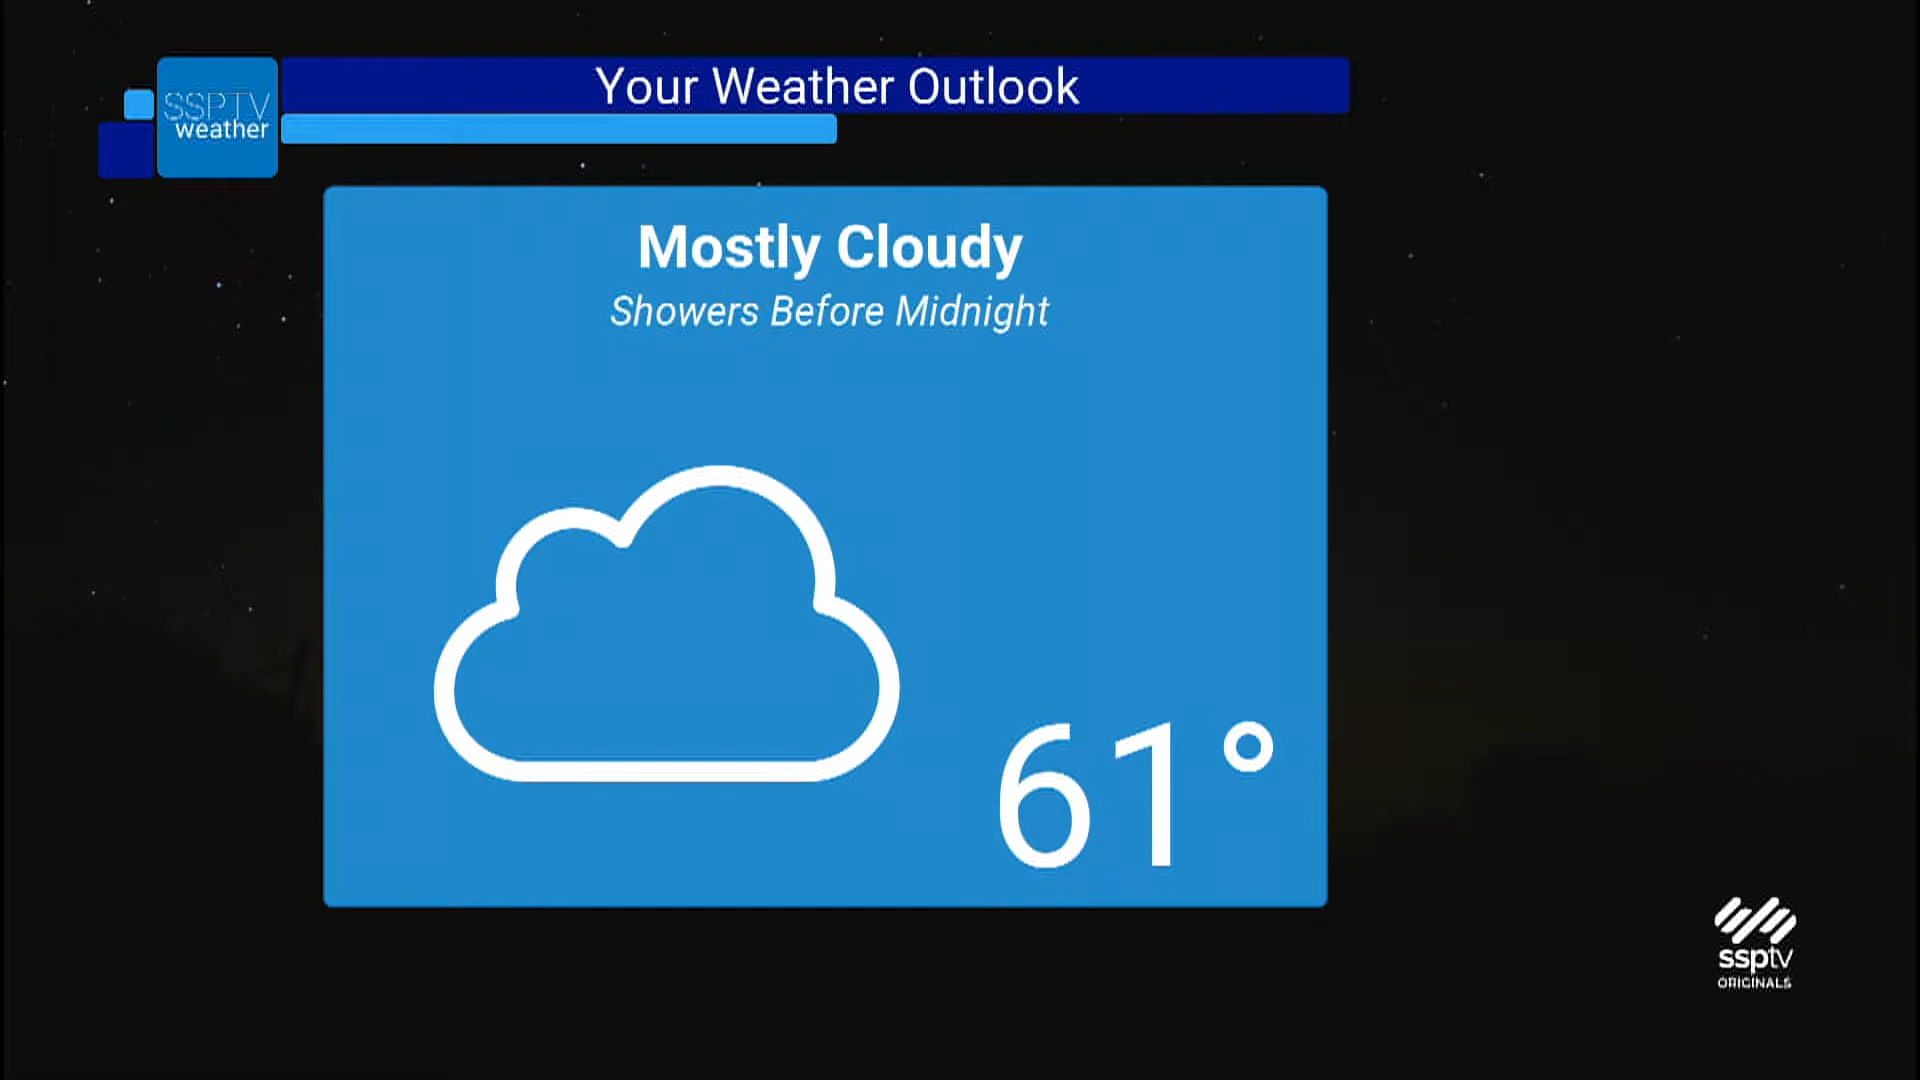 SSPTV
weather
Your Weather Outlook
Mostly Cloudy
Showers Before Midnight
61°
ssptv
ORIGINALS